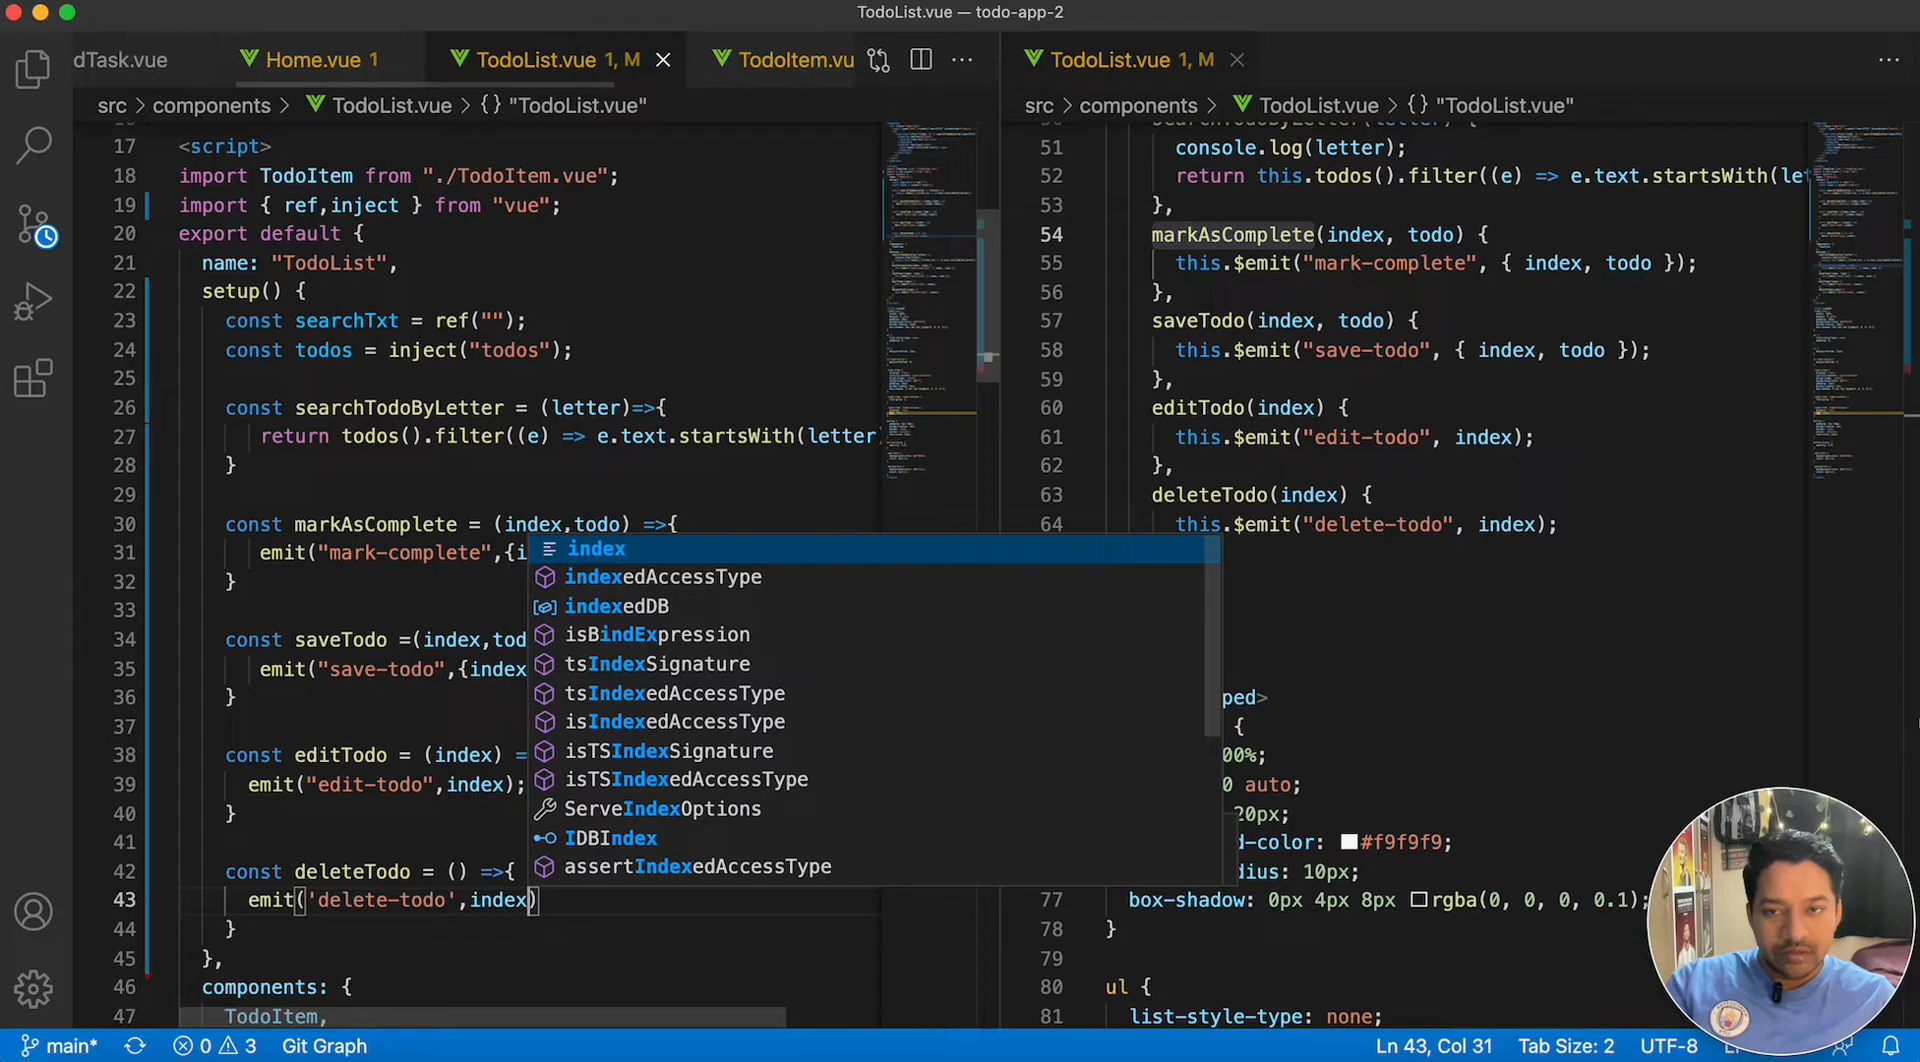 TodoList.vue — todo-app-2
dTask.vue
Home.vue 1
TodoList.vue 1, M
TodoItem.vu
TodoList.vue 1, M
src > components > TodoList.vue > {} "TodoList.vue"
src > components > TodoList.vue > {} "TodoList.vue"
17 <script>
18 import TodoItem from "./TodoItem.vue";
19 import { ref,inject } from "vue";
20 export default {
21 name: "TodoList",
22 setup() {
23 const searchTxt = ref("");
24 const todos = inject("todos");
25
26 const searchTodoByLetter = (letter)=>{
27 return todos().filter((e) => e.text.startsWith(letter
28 }
29
30 const markAsComplete = (index,todo) =>{
31 emit("mark-complete",{i
32 }
33
34 const saveTodo =(index,tod
35 emit("save-todo",{index
36 }
37
38 const editTodo = (index) =
39 emit("edit-todo",index);
40 }
41
42 const deleteTodo = () =>{
43 emit('delete-todo',index)
44 }
45 },
46 components: {
47 TodoItem,
index
indexedAccessType
indexedDB
isBindExpression
tsIndexSignature
tsIndexedAccessType
isIndexedAccessType
isTSIndexSignature
isTSIndexedAccessType
ServeIndexOptions
IDBIndex
assertIndexedAccessType
searchTodoByLetter(letter) {
51 console.log(letter);
52 return this.todos().filter((e) => e.text.startsWith(let
53 },
54 markAsComplete(index, todo) {
55 this.$emit("mark-complete", { index, todo });
56 },
57 saveTodo(index, todo) {
58 this.$emit("save-todo", { index, todo });
59 },
60 editTodo(index) {
61 this.$emit("edit-todo", index);
62 },
63 deleteTodo(index) {
64 this.$emit("delete-todo", index);
ped>
{
00%;
0 auto;
20px;
d-color: #f9f9f9;
dius: 10px;
77 box-shadow: 0px 4px 8px rgba(0, 0, 0, 0.1);
78 }
79
80 ul {
81 list-style-type: none;
main* 0 3 Git Graph
Ln 43, Col 31 Tab Size: 2 UTF-8